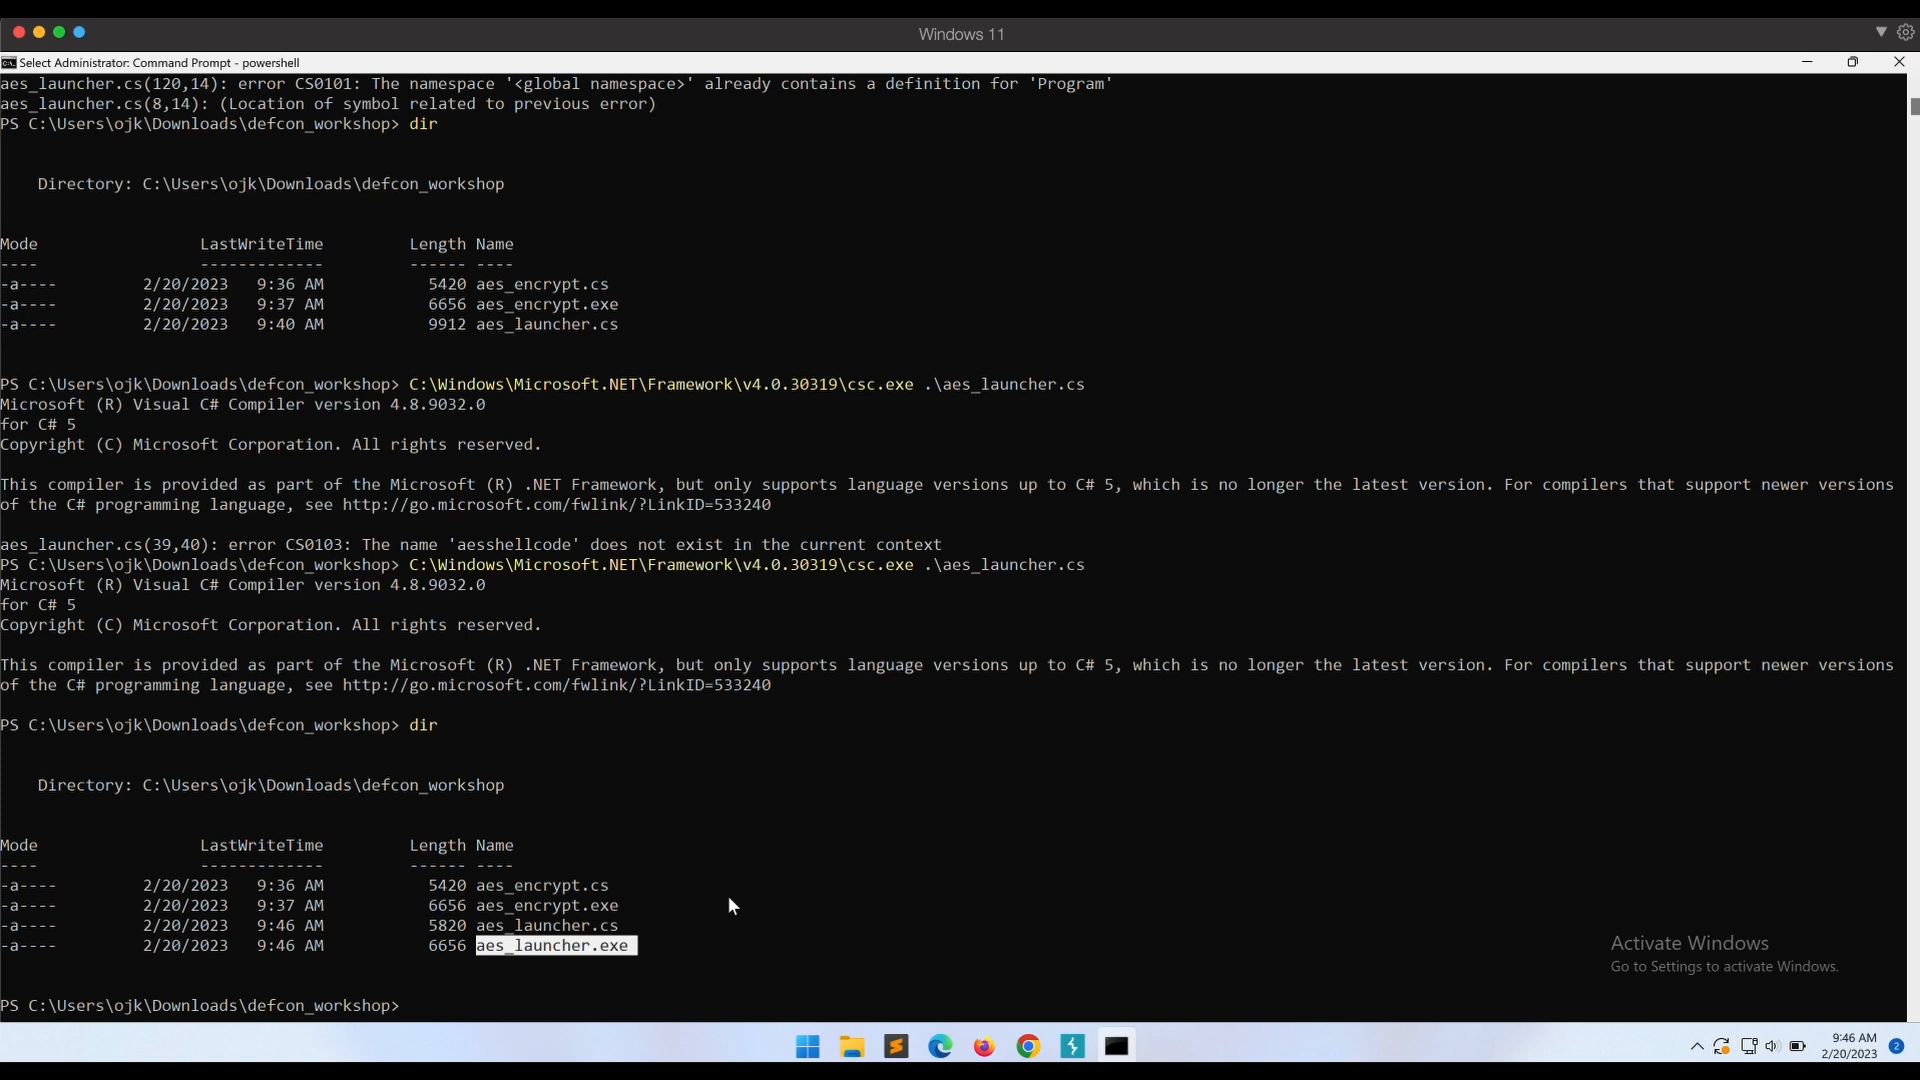 Windows 11
Select Administrator: Command Prompt - powershell
aes_launcher.cs(120,14): error CS0101: The namespace '<global namespace>' already contains a definition for 'Program'
aes_launcher.cs(8,14): (Location of symbol related to previous error)
PS C:\Users\ojk\Downloads\defcon_workshop> dir
Directory: C:\Users\ojk\Downloads\defcon_workshop
Mode                 LastWriteTime         Length Name
----                 -------------         ------ ----
-a----         2/20/2023   9:36 AM           5420 aes_encrypt.cs
-a----         2/20/2023   9:37 AM           6656 aes_encrypt.exe
-a----         2/20/2023   9:40 AM           9912 aes_launcher.cs
PS C:\Users\ojk\Downloads\defcon_workshop> C:\Windows\Microsoft.NET\Framework\v4.0.30319\csc.exe .\aes_launcher.cs
Microsoft (R) Visual C# Compiler version 4.8.9032.0
for C# 5
Copyright (C) Microsoft Corporation. All rights reserved.
This compiler is provided as part of the Microsoft (R) .NET Framework, but only supports language versions up to C# 5, which is no longer the latest version. For compilers that support newer versions
of the C# programming language, see http://go.microsoft.com/fwlink/?LinkID=533240
aes_launcher.cs(39,40): error CS0103: The name 'aesshellcode' does not exist in the current context
PS C:\Users\ojk\Downloads\defcon_workshop> C:\Windows\Microsoft.NET\Framework\v4.0.30319\csc.exe .\aes_launcher.cs
Microsoft (R) Visual C# Compiler version 4.8.9032.0
for C# 5
Copyright (C) Microsoft Corporation. All rights reserved.
This compiler is provided as part of the Microsoft (R) .NET Framework, but only supports language versions up to C# 5, which is no longer the latest version. For compilers that support newer versions
of the C# programming language, see http://go.microsoft.com/fwlink/?LinkID=533240
PS C:\Users\ojk\Downloads\defcon_workshop> dir
Directory: C:\Users\ojk\Downloads\defcon_workshop
Mode                 LastWriteTime         Length Name
----                 -------------         ------ ----
-a----         2/20/2023   9:36 AM           5420 aes_encrypt.cs
-a----         2/20/2023   9:37 AM           6656 aes_encrypt.exe
-a----         2/20/2023   9:46 AM           5820 aes_launcher.cs
-a----         2/20/2023   9:46 AM           6656 aes_launcher.exe
Activate Windows
Go to Settings to activate Windows.
PS C:\Users\ojk\Downloads\defcon_workshop>
9:46 AM
2/20/2023
2